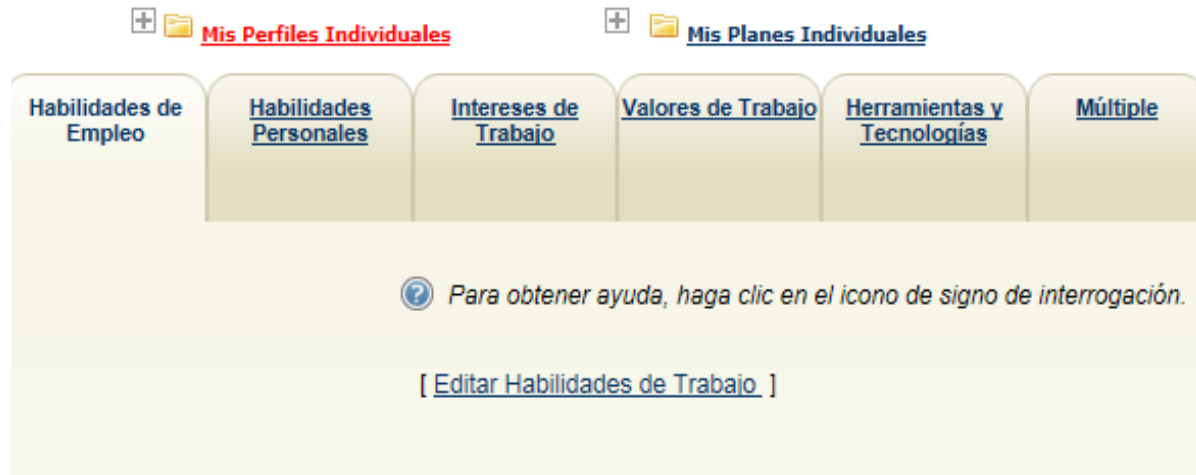 Mis Perfiles Individuales Mis Planes Individuales
Habilidades de Empleo
Habilidades Personales
Intereses de Trabajo
Valores de Trabajo
Herramientas y Tecnologías
Múltiple
Para obtener ayuda, haga clic en el icono de signo de interrogación.
[ Editar Habilidades de Trabajo ]